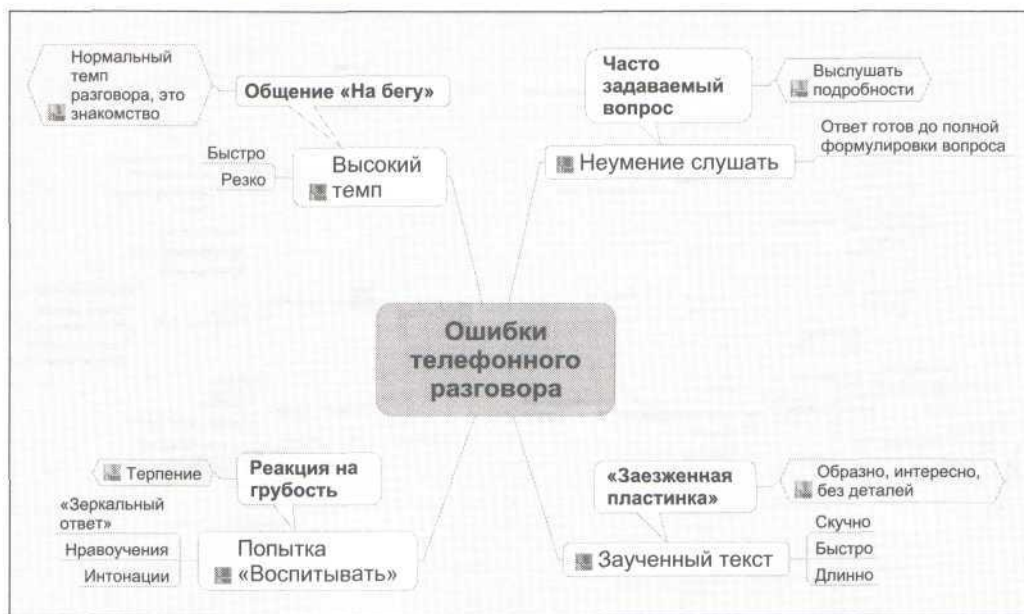 Нормальный
темп
разговора, это
знакомство
Общение «На бегу»
Быстро
Резко
Высокий
темп
Часто
задаваемый
вопрос
Выслушать
подробности
Неумение слушать
Ответ готов до полной
формулировки вопроса
Ошибки
телефонного
разговора
Терпение
Реакция на
грубость
«Зеркальный
ответ»
Нравоучения
Интонации
Попытка
«Воспитывать»
«Заезженная
пластинка»
Образно, интересно,
без деталей
Заученный текст
Скучно
Быстро
Длинно